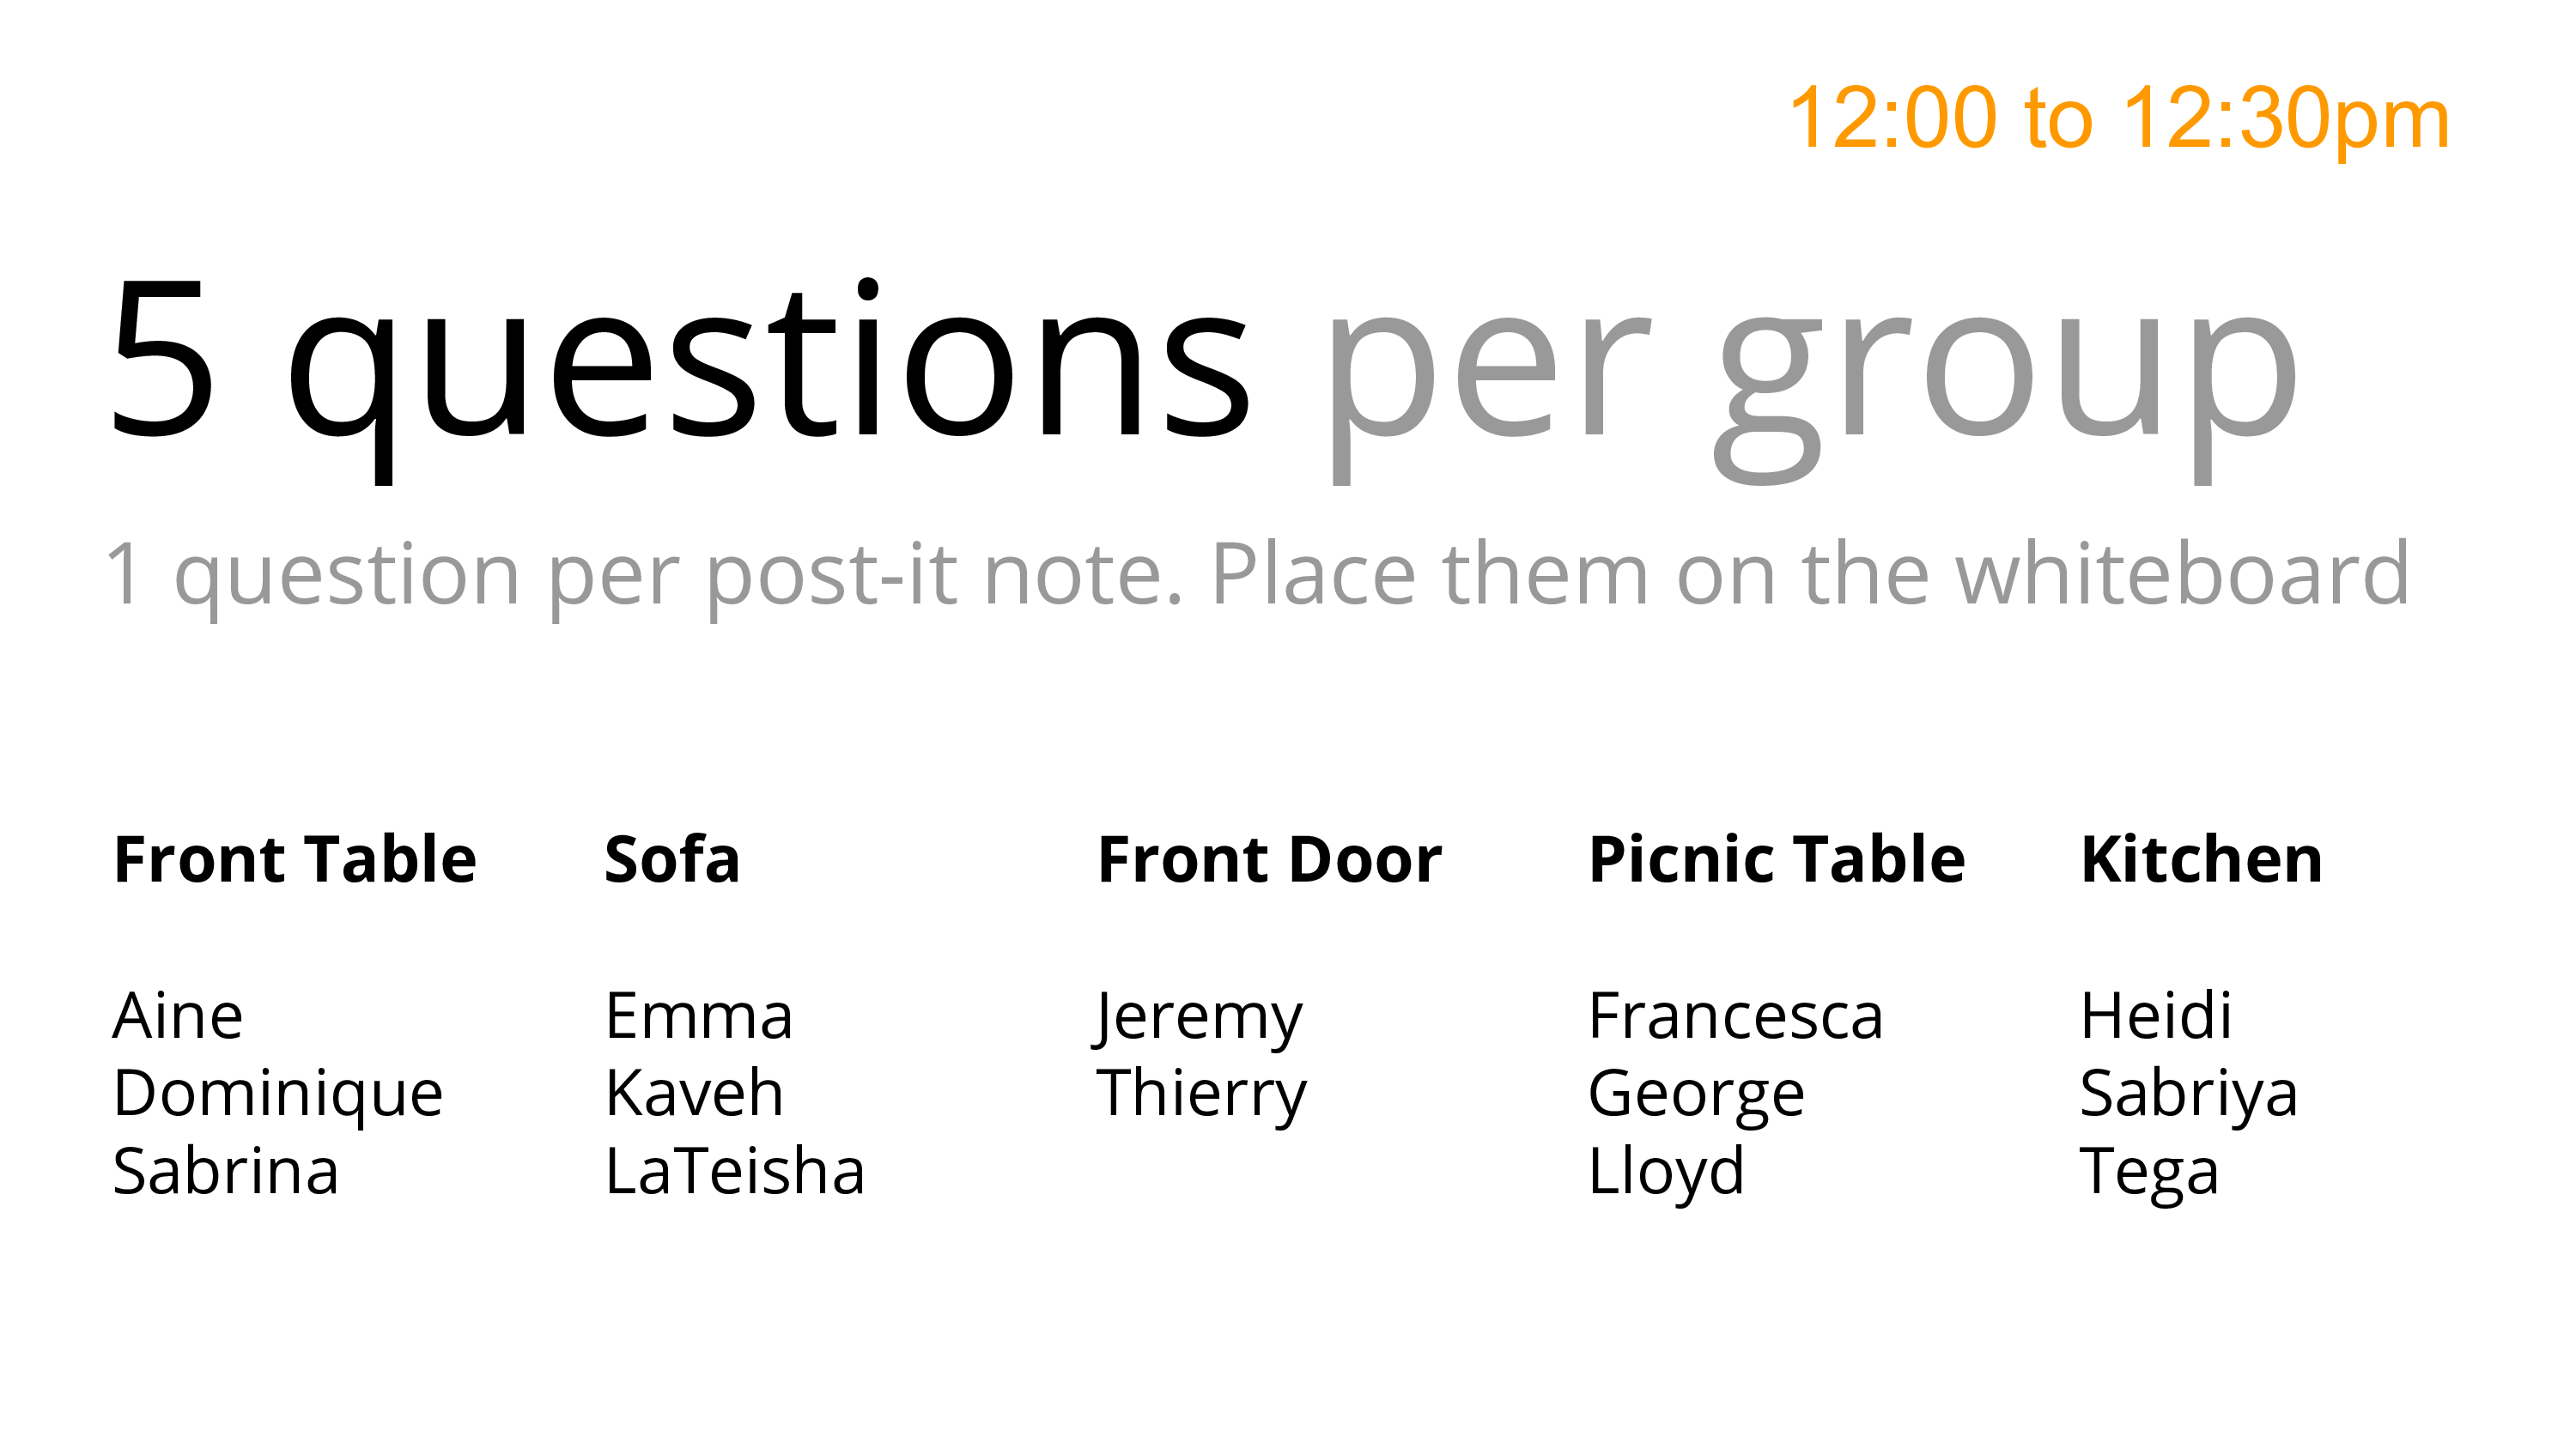 12:00 to 12:30pm
5 questions per group
1 question per post-it note. Place them on the whiteboard
Front Table
Aine
Dominique
Sabrina
Sofa
Emma
Kaveh
LaTeisha
Front Door
Jeremy
Thierry
Picnic Table
Francesca
George
Lloyd
Kitchen
Heidi
Sabriya
Tega